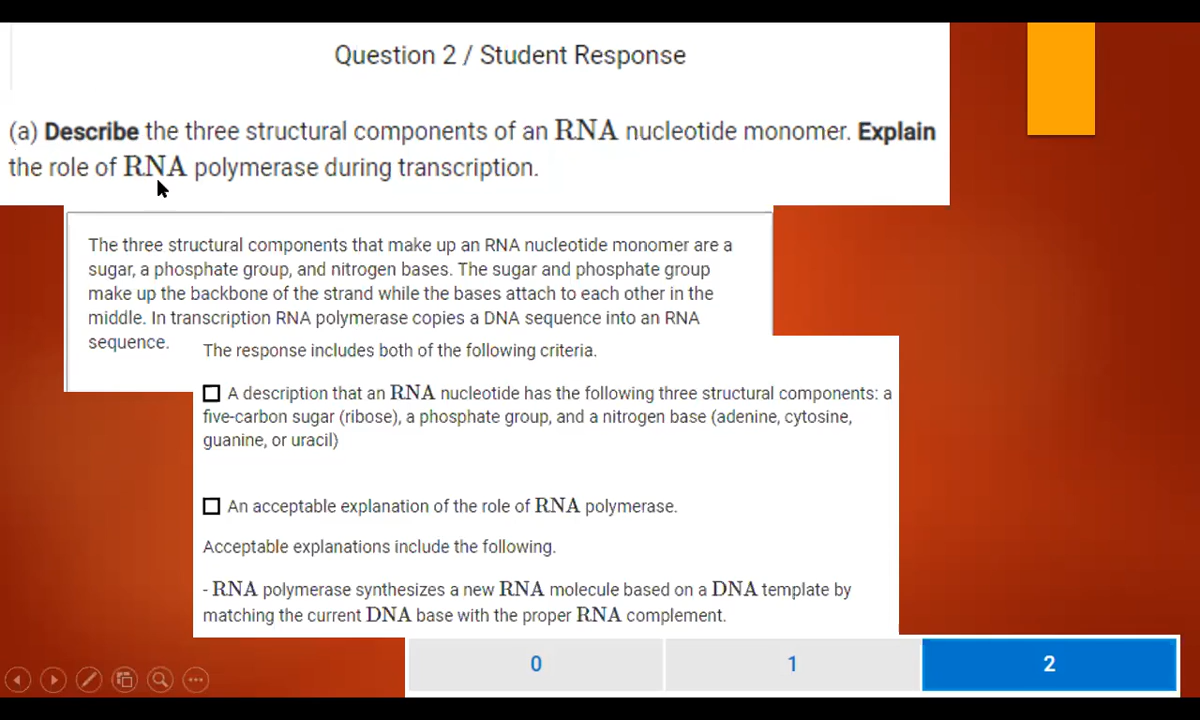 Question 2 / Student Response
(a) Describe the three structural components of an RNA nucleotide monomer. Explain
the role of RNA polymerase during transcription.
The three structural components that make up an RNA nucleotide monomer are a
sugar, a phosphate group, and nitrogen bases. The sugar and phosphate group
make up the backbone of the strand while the bases attach to each other in the
middle. In transcription RNA polymerase copies a DNA sequence into an RNA
sequence.
The response includes both of the following criteria.
A description that an RNA nucleotide has the following three structural components: a
five-carbon sugar (ribose), a phosphate group, and a nitrogen base (adenine, cytosine,
guanine, or uracil)
An acceptable explanation of the role of RNA polymerase.
Acceptable explanations include the following.
- RNA polymerase synthesizes a new RNA molecule based on a DNA template by
matching the current DNA base with the proper RNA complement.
0 1 2